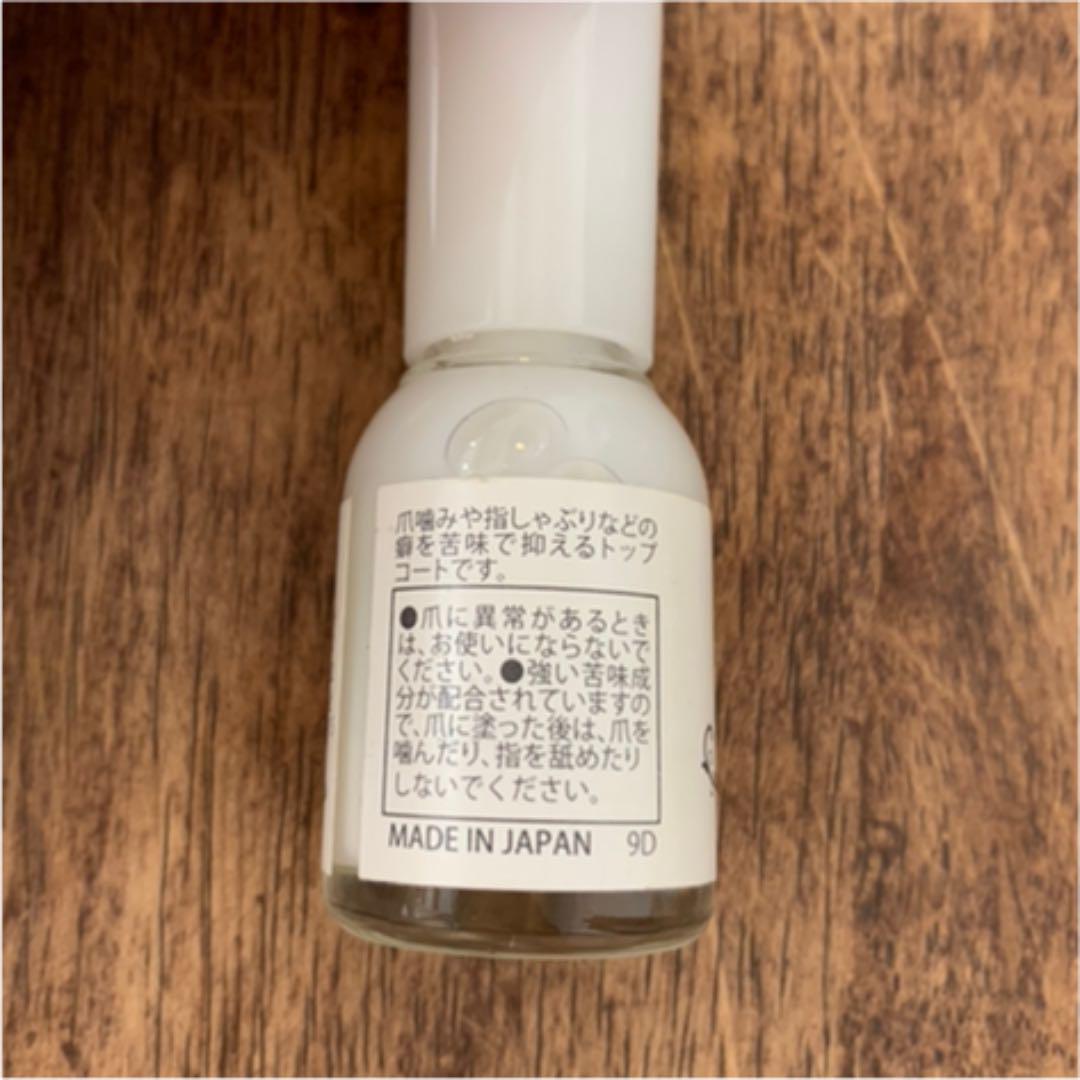 爪噛みや指しゃぶりなどの
癖を苦味で抑えるトップ
コートです。
●爪に異常があるとき
は、お使いにならないで
ください。●強い苦味成
分が配合されていますの
で、爪に塗った後は、爪を
噛んだり、指を舐めたり
しないでください。
MADE IN JAPAN 9D